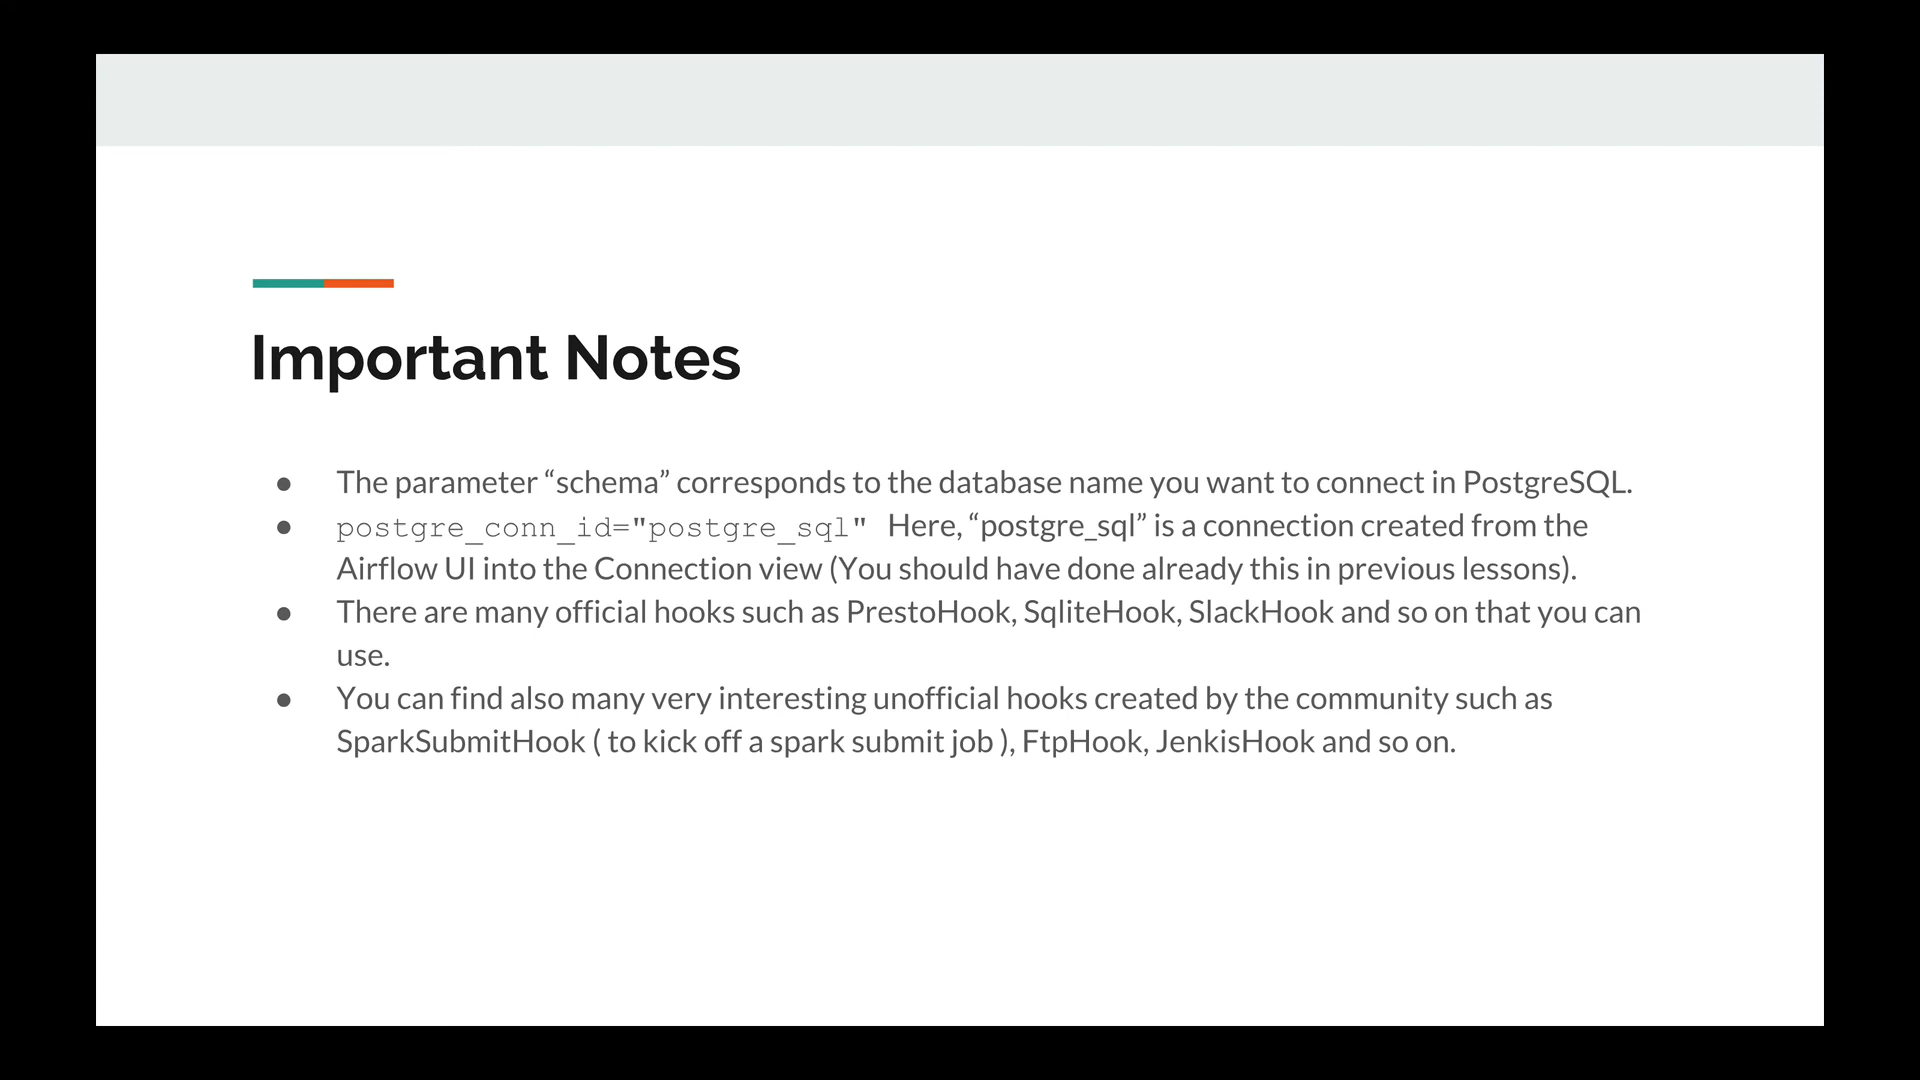 Important Notes
● The parameter “schema” corresponds to the database name you want to connect in PostgreSQL.
● postgre_conn_id="postgre_sql" Here, “postgre_sql” is a connection created from the
Airflow UI into the Connection view (You should have done already this in previous lessons).
● There are many official hooks such as PrestoHook, SqliteHook, SlackHook and so on that you can
use.
● You can find also many very interesting unofficial hooks created by the community such as
SparkSubmitHook ( to kick off a spark submit job ), FtpHook, JenkisHook and so on.